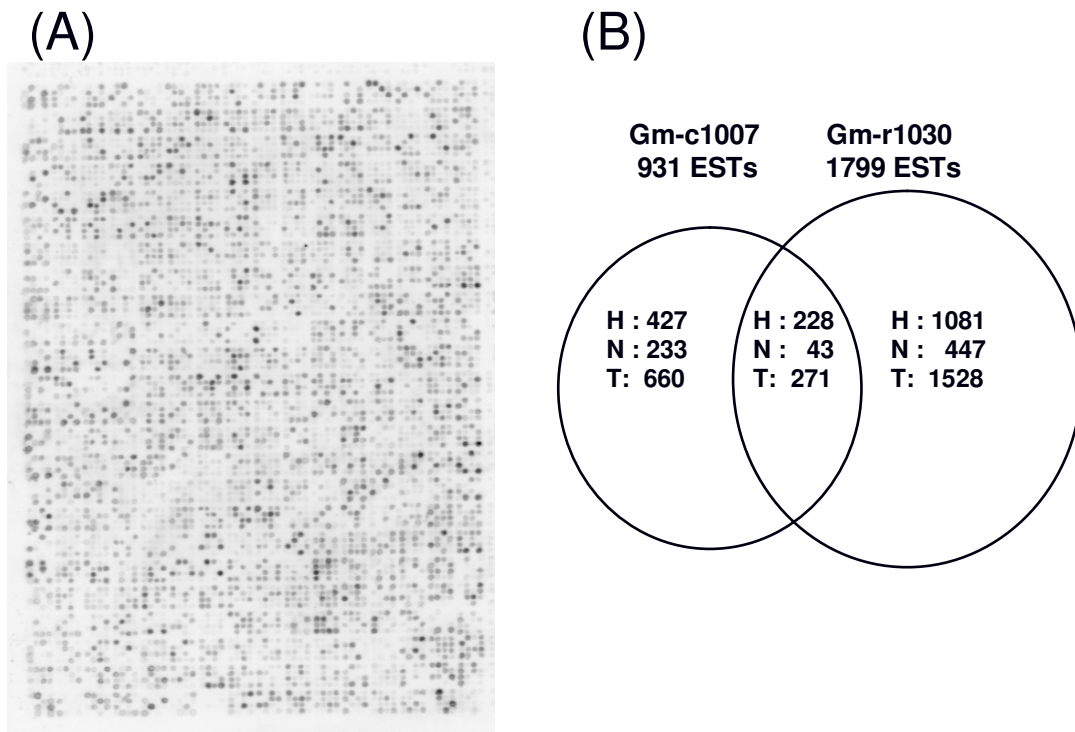 (A)
(B)
Gm-c1007
931 ESTs
Gm-r1030
1799 ESTs
H : 427
N : 233
T: 660
H : 228
N : 43
T: 271
H : 1081
N : 447
T: 1528